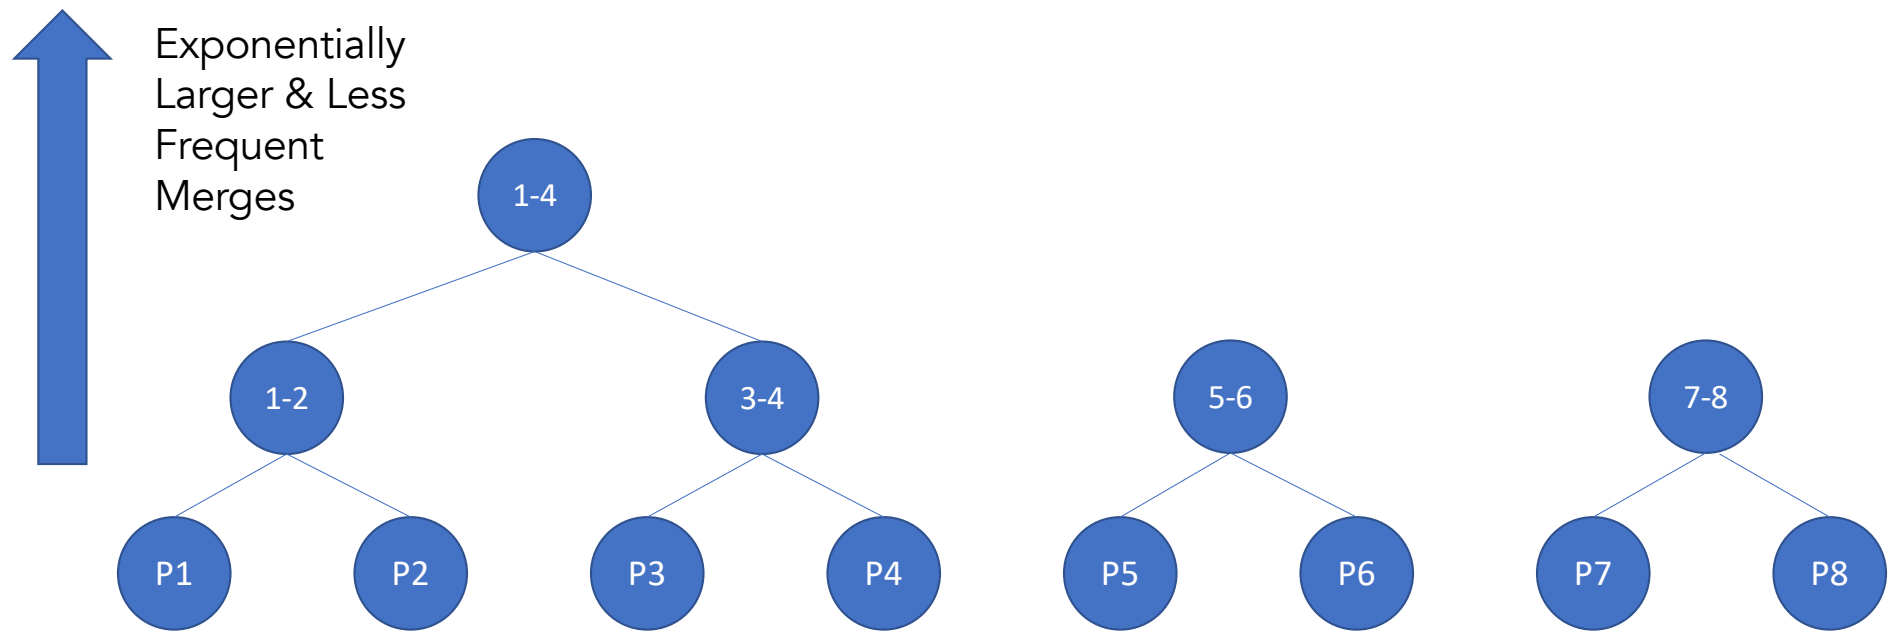 Exponentially
Larger & Less
Frequent
Merges
1-4
1-2
3-4
5-6
7-8
P1
P2
P3
P4
P5
P6
P7
P8